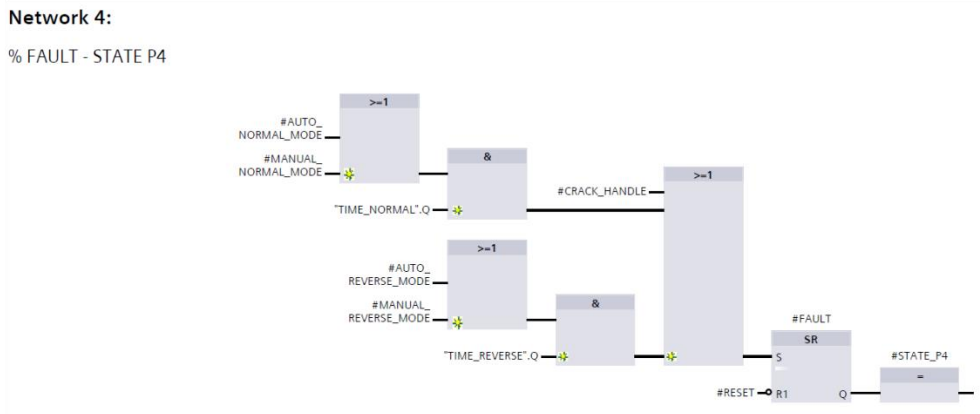 Network 4:
% FAULT - STATE P4
>=1
#AUTO_
NORMAL_MODE
#MANUAL_
NORMAL_MODE
&
"TIME_NORMAL".Q
>=1
#CRACK_HANDLE
>=1
#AUTO_
REVERSE_MODE
#MANUAL_
REVERSE_MODE
&
"TIME_REVERSE".Q
#FAULT
SR
S
#RESET
R1
Q
#STATE_P4
=